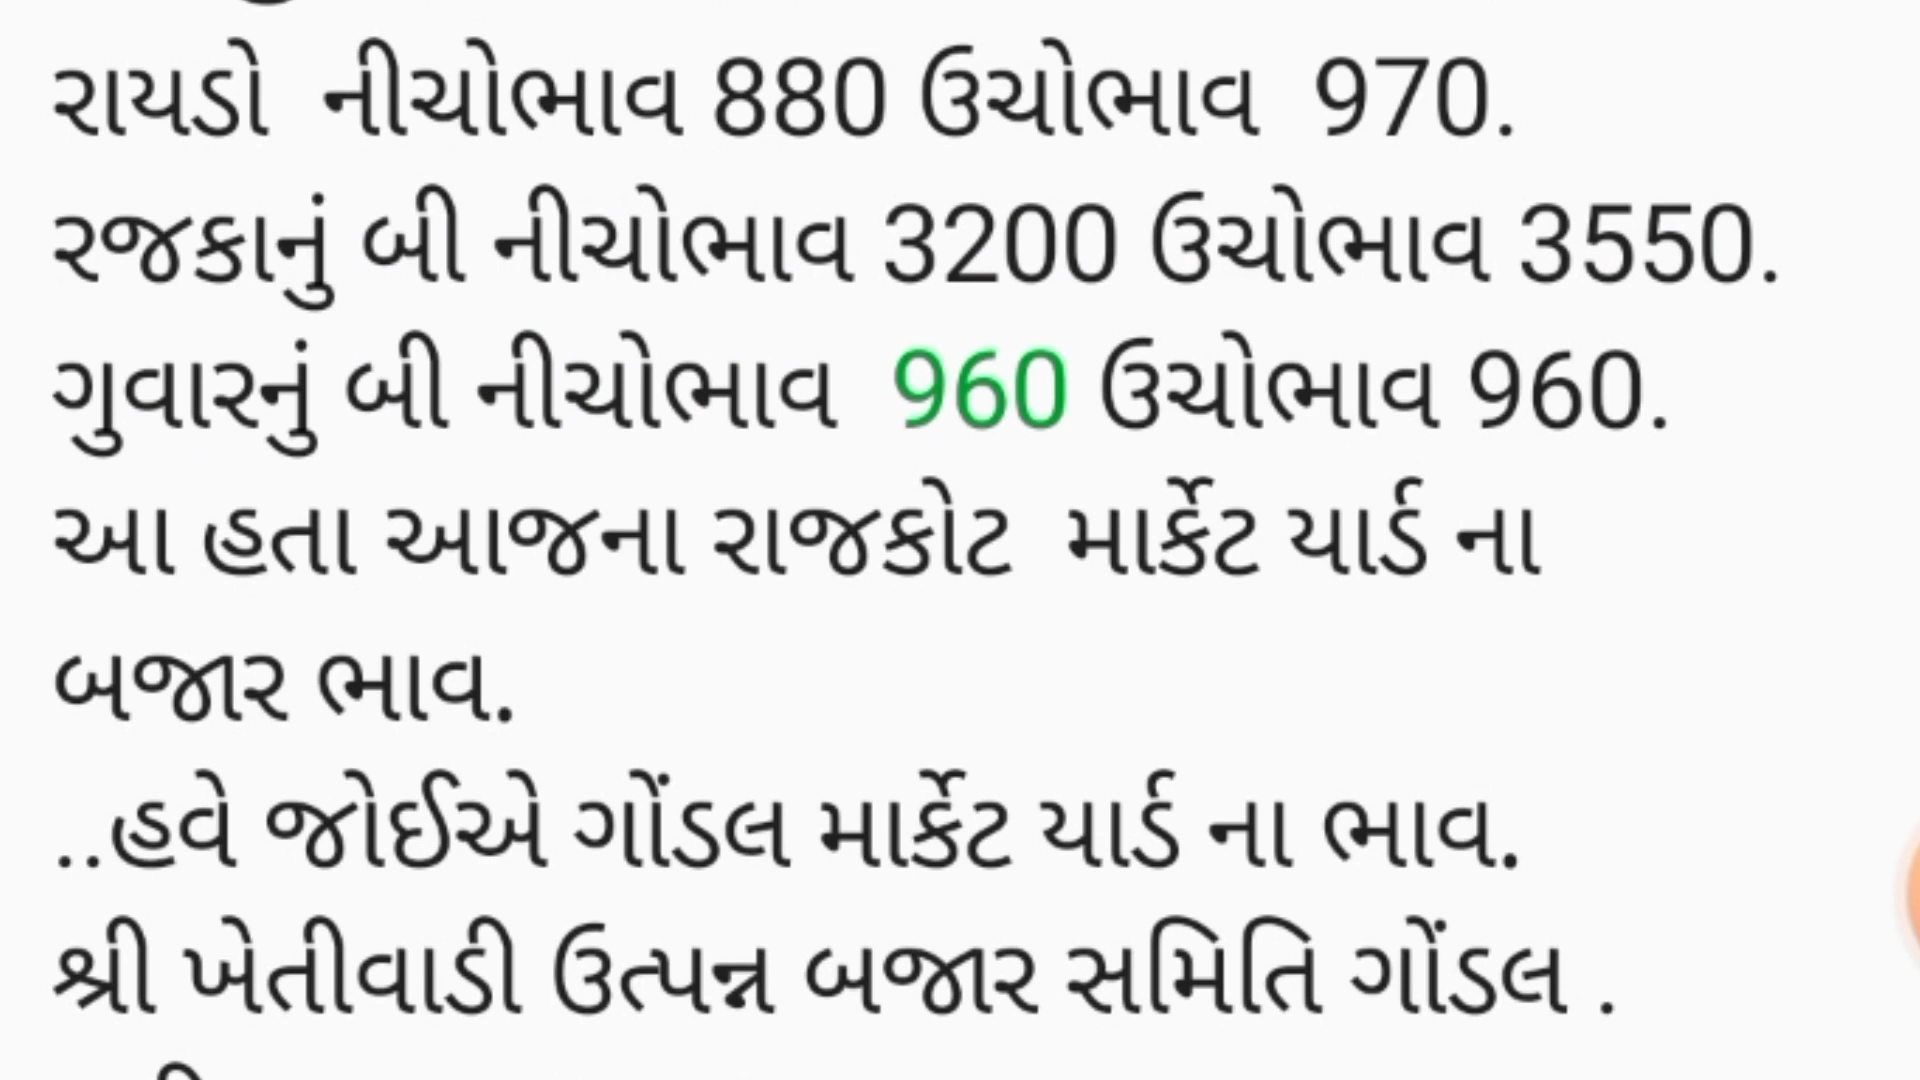 રાયડો  નીચોભાવ 880 ઉચોભાવ  970.
રજકાનું બી નીચોભાવ 3200 ઉચોભાવ 3550.
ગુવારનું બી નીચોભાવ  960 ઉચોભાવ 960.
આ હતા આજના રાજકોટ  માર્કેટ યાર્ડ ના
બજાર ભાવ.
..હવે જોઈએ ગોંડલ માર્કેટ યાર્ડ ના ભાવ.
શ્રી ખેતીવાડી ઉત્પન્ન બજાર સમિતિ ગોંડલ .